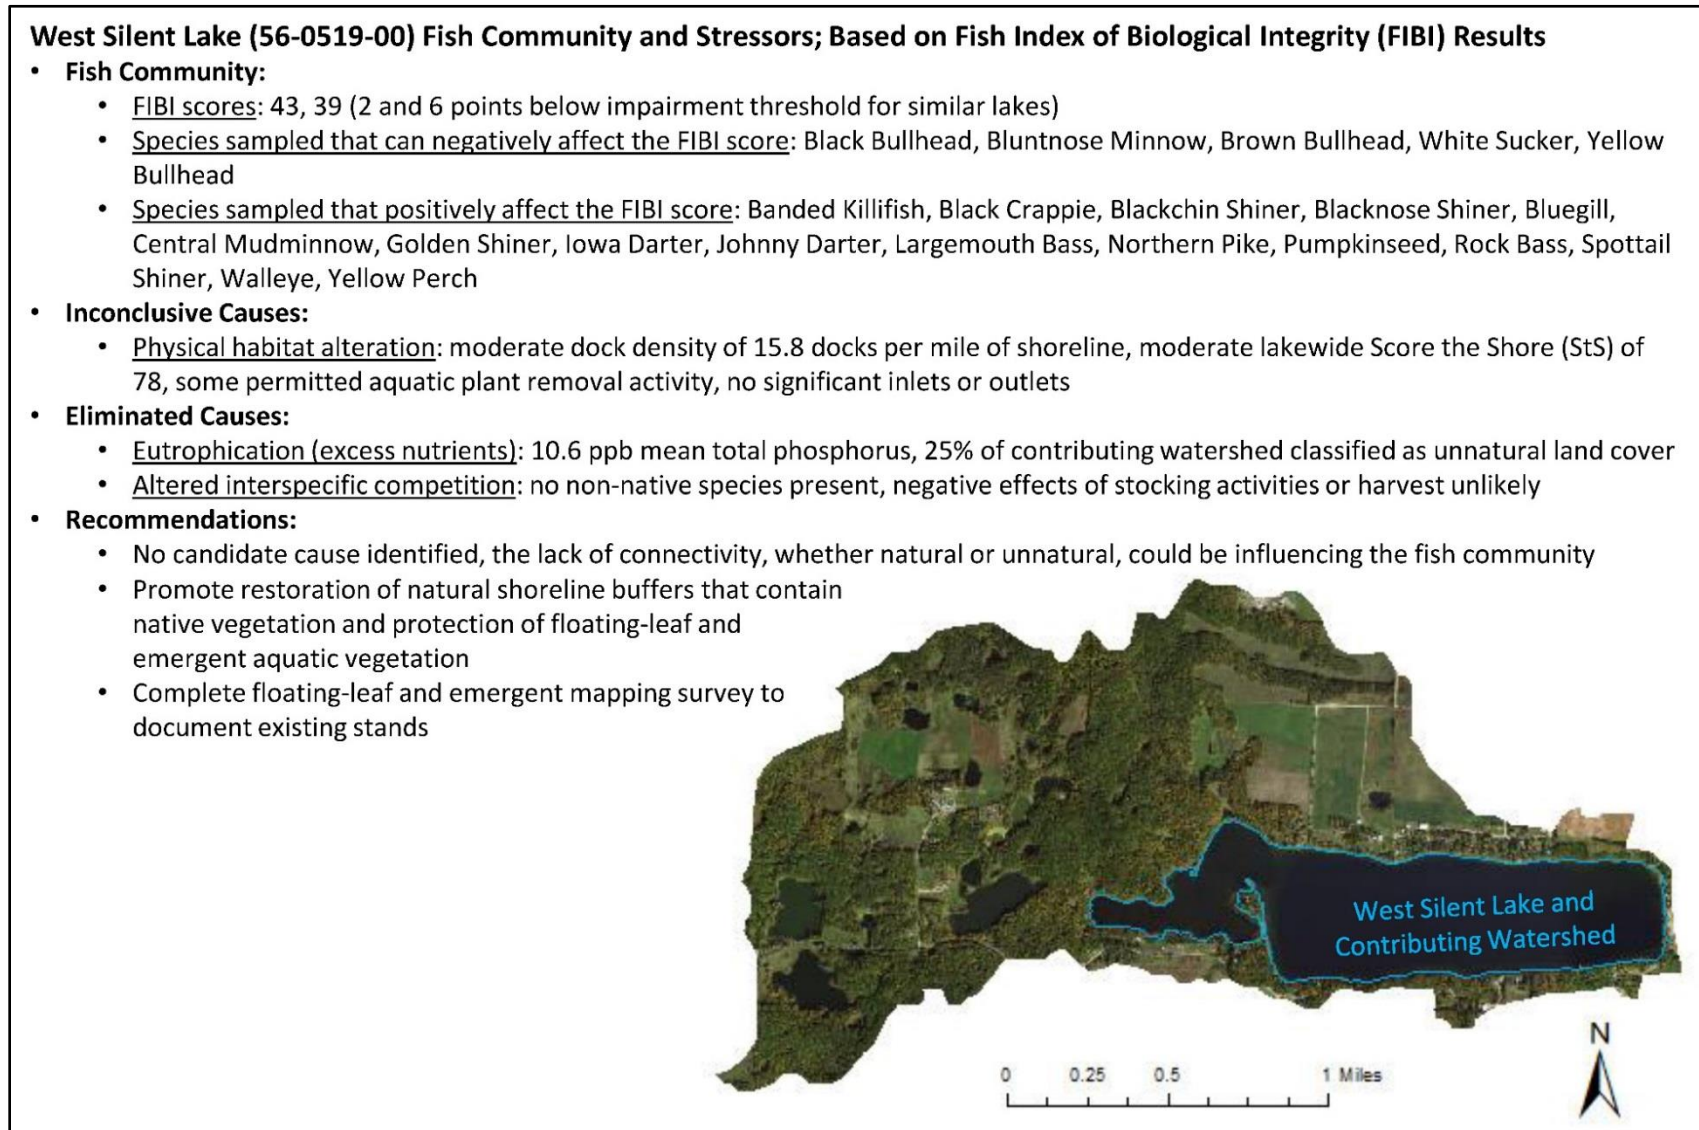 West Silent Lake (56-0519-00) Fish Community and Stressors; Based on Fish Index of Biological Integrity (FIBI) Results
• Fish Community:
• FIBI scores: 43, 39 (2 and 6 points below impairment threshold for similar lakes)
• Species sampled that can negatively affect the FIBI score: Black Bullhead, Bluntnose Minnow, Brown Bullhead, White Sucker, Yellow
Bullhead
• Species sampled that positively affect the FIBI score: Banded Killifish, Black Crappie, Blackchin Shiner, Blacknose Shiner, Bluegill,
Central Mudminnow, Golden Shiner, Iowa Darter, Johnny Darter, Largemouth Bass, Northern Pike, Pumpkinseed, Rock Bass, Spottail
Shiner, Walleye, Yellow Perch
• Inconclusive Causes:
• Physical habitat alteration: moderate dock density of 15.8 docks per mile of shoreline, moderate lakewide Score the Shore (StS) of
78, some permitted aquatic plant removal activity, no significant inlets or outlets
• Eliminated Causes:
• Eutrophication (excess nutrients): 10.6 ppb mean total phosphorus, 25% of contributing watershed classified as unnatural land cover
• Altered interspecific competition: no non-native species present, negative effects of stocking activities or harvest unlikely
• Recommendations:
• No candidate cause identified, the lack of connectivity, whether natural or unnatural, could be influencing the fish community
• Promote restoration of natural shoreline buffers that contain
native vegetation and protection of floating-leaf and
emergent aquatic vegetation
• Complete floating-leaf and emergent mapping survey to
document existing stands
West Silent Lake and
Contributing Watershed
N
0 0.25 0.5 1 Miles